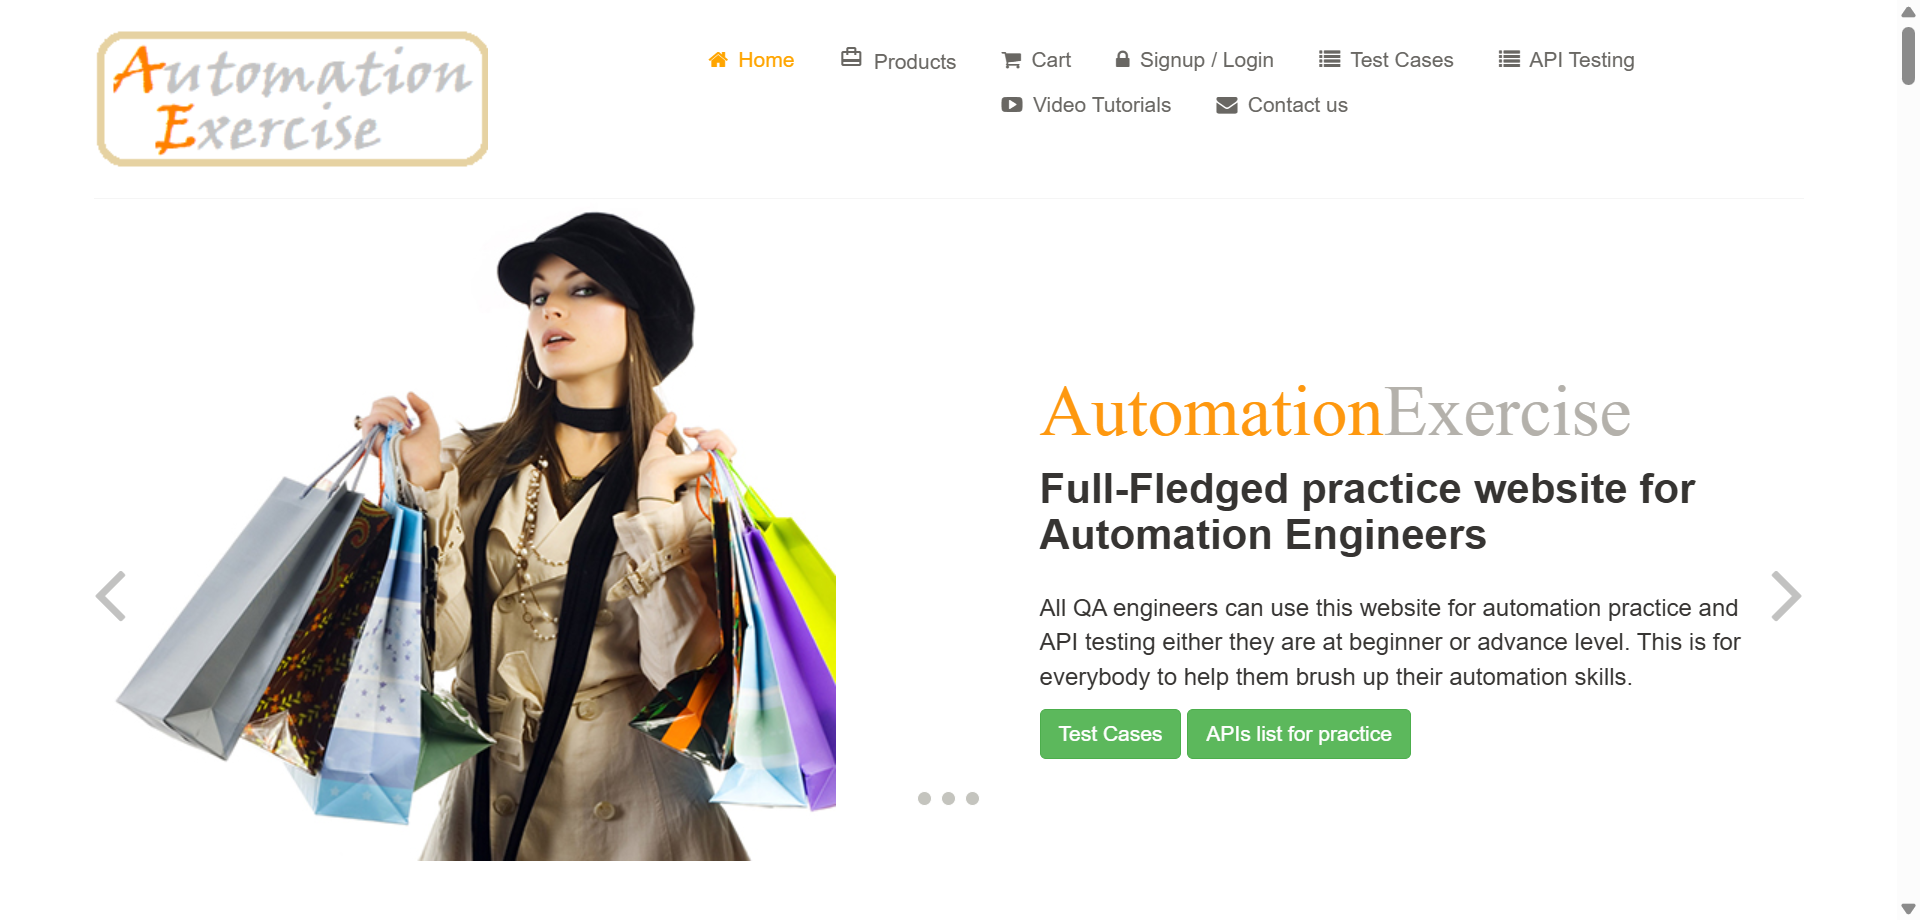 Automation
Exercise
Home Products Cart Signup / Login Test Cases API Testing
Video Tutorials Contact us
AutomationExercise
Full-Fledged practice website for
Automation Engineers
All QA engineers can use this website for automation practice and
API testing either they are at beginner or advance level. This is for
everybody to help them brush up their automation skills.
Test Cases APIs list for practice